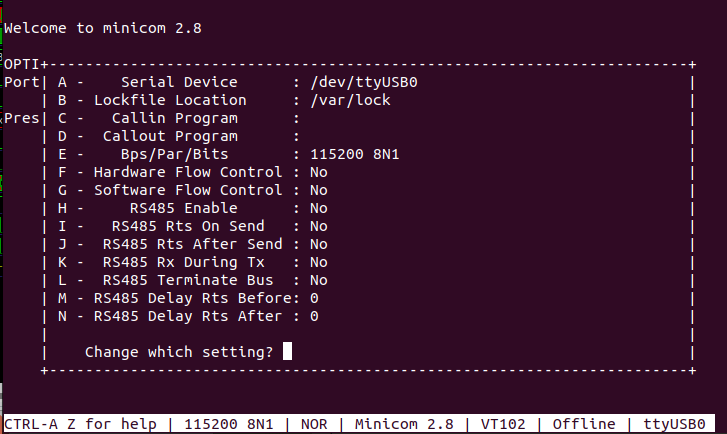 Welcome to minicom 2.8
OPTI+-----------------------------------------------------------------------+
Port| A -    Serial Device      : /dev/ttyUSB0                              |
    | B - Lockfile Location     : /var/lock                                 |
Pres| C -   Callin Program      :                                           |
    | D -  Callout Program      :                                           |
    | E -    Bps/Par/Bits       : 115200 8N1                                |
    | F - Hardware Flow Control : No                                        |
    | G - Software Flow Control : No                                        |
    | H -     RS485 Enable      : No                                        |
    | I -   RS485 Rts On Send   : No                                        |
    | J -  RS485 Rts After Send : No                                        |
    | K -  RS485 Rx During Tx   : No                                        |
    | L -  RS485 Terminate Bus  : No                                        |
    | M - RS485 Delay Rts Before: 0                                         |
    | N - RS485 Delay Rts After : 0                                         |
    |                                                                       |
    |    Change which setting?                                              |
    +-----------------------------------------------------------------------+
CTRL-A Z for help | 115200 8N1 | NOR | Minicom 2.8 | VT102 | Offline | ttyUSB0